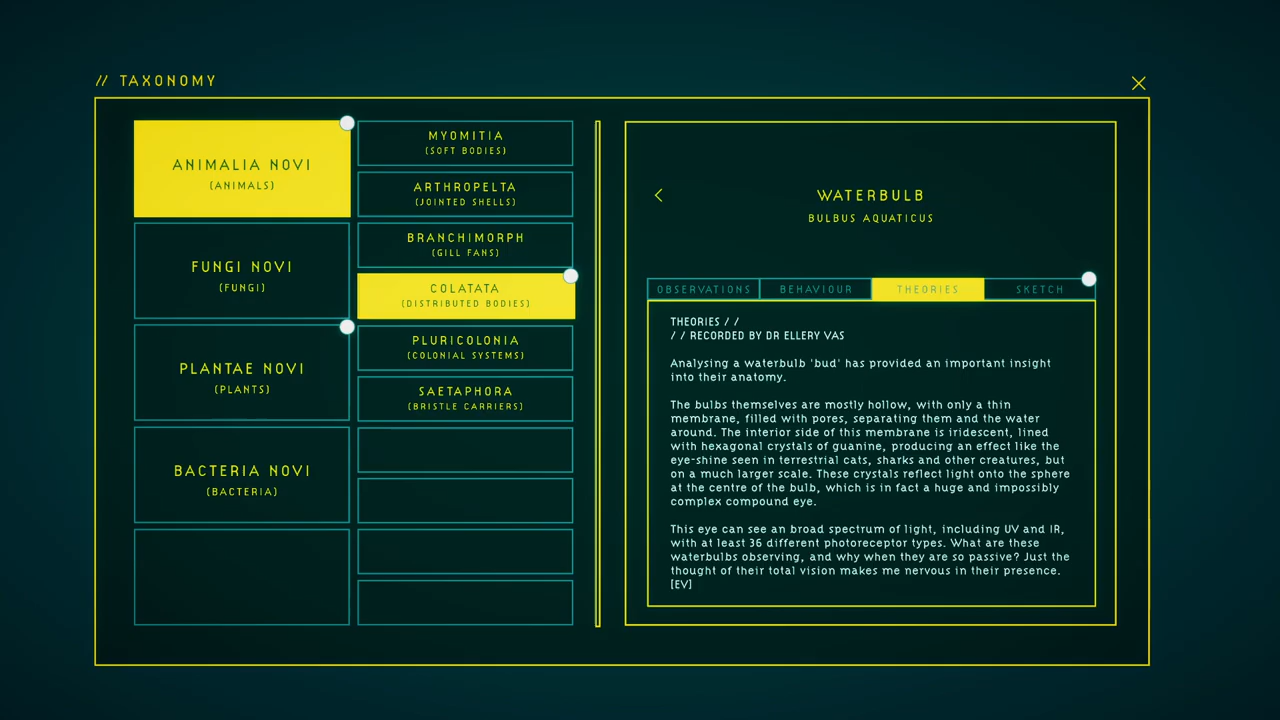 // TAXONOMY
ANIMALIA NOVI
(ANIMALS)
FUNGI NOVI
(FUNGI)
PLANTAE NOVI
(PLANTS)
BACTERIA NOVI
(BACTERIA)
MYOMITIA
(SOFT BODIES)
ARTHROPELTA
(JOINTED SHELLS)
BRANCHIMORPH
(GILL FANS)
COLATATA
(DISTRIBUTED BODIES)
PLURICOLONIA
(COLONIAL SYSTEMS)
SAETAPHORA
(BRISTLE CARRIERS)
WATERBULB
BULBUS AQUATICUS
OBSERVATIONS
BEHAVIOUR
THEORIES
SKETCH
THEORIES / /
/ / RECORDED BY DR ELLERY VAS
Analysing a waterbulb 'bud' has provided an important insight
into their anatomy.
The bulbs themselves are mostly hollow, with only a thin
membrane, filled with pores, separating them and the water
around. The interior side of this membrane is iridescent, lined
with hexagonal crystals of guanine, producing an effect like the
eye-shine seen in terrestrial cats, sharks and other creatures, but
on a much larger scale. These crystals reflect light onto the sphere
at the centre of the bulb, which is in fact a huge and impossibly
complex compound eye.
This eye can see an broad spectrum of light, including UV and IR,
with at least 36 different photoreceptor types. What are these
waterbulbs observing, and why when they are so passive? Just the
thought of their total vision makes me nervous in their presence.
[EV]